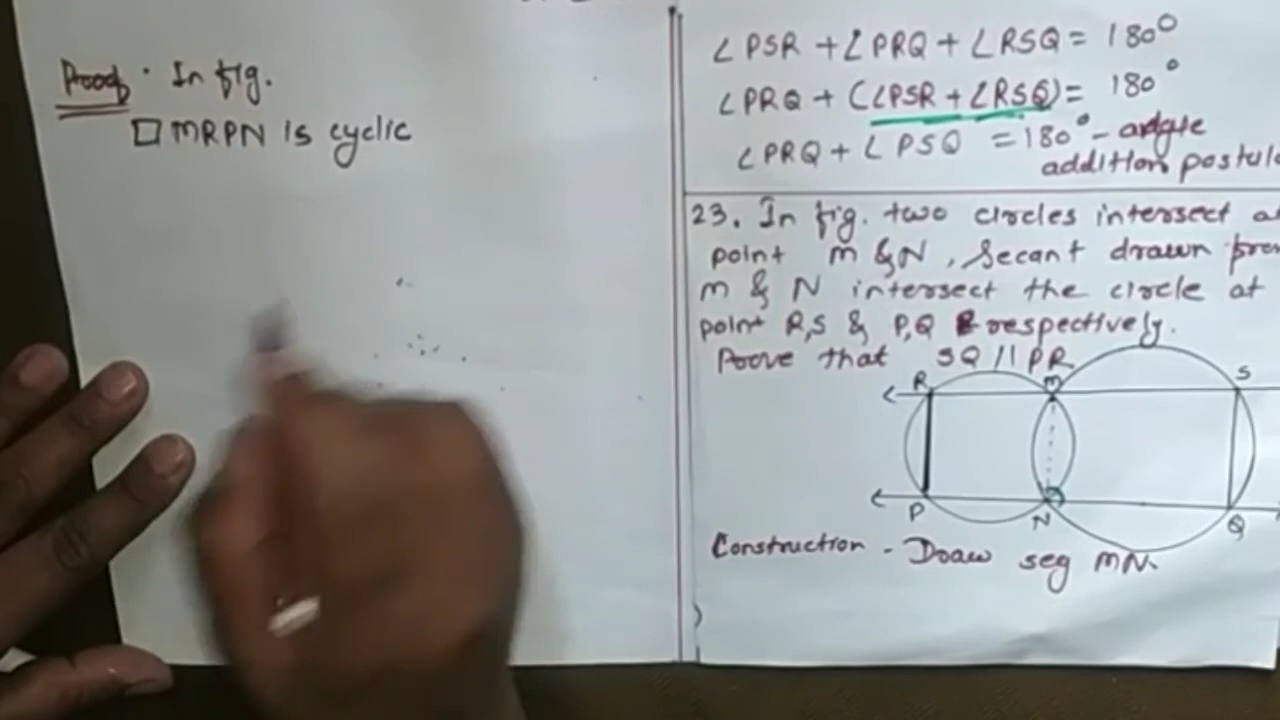 Proof. In fig.
□ MRPN is cyclic
∠PSR + ∠PRQ + ∠RSQ = 180°
∠PRQ + (∠PSR + ∠RSQ) = 180°
∠PRQ + ∠PSQ = 180° - angle
addition postula
23. In fig. two circles intersect at
point M & N, Secant drawn from
M & N intersect the circle at
point R,S & P,Q respectively.
Prove that SQ || PR
R M S
P N Q
Construction - Draw seg MN.